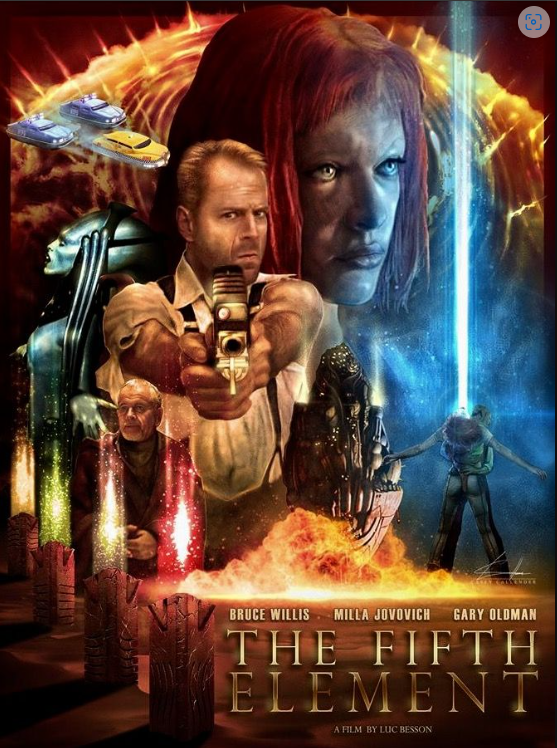 BRUCE WILLIS MILLA JOVOVICH GARY OLDMAN
THE FIFTH
ELEMENT
A FILM BY LUC BESSON